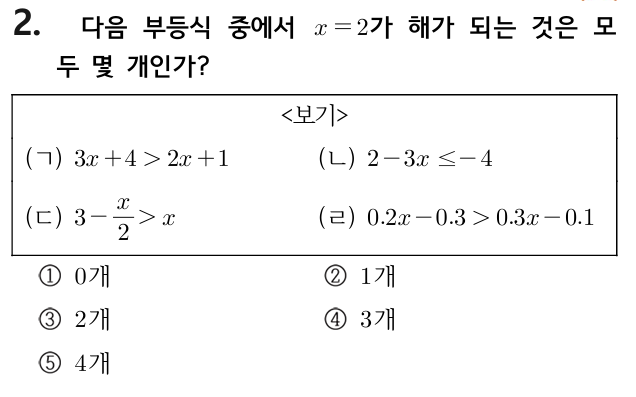 2. 다음 부등식 중에서 x=2가 해가 되는 것은 모
두 몇 개인가?
<보기>
(ㄱ) 3x+4>2x+1 (ㄴ) 2-3x≤-4
(ㄷ) 3-x/2>x (ㄹ) 0.2x-0.3>0.3x-0.1
① 0개 ② 1개
③ 2개 ④ 3개
⑤ 4개